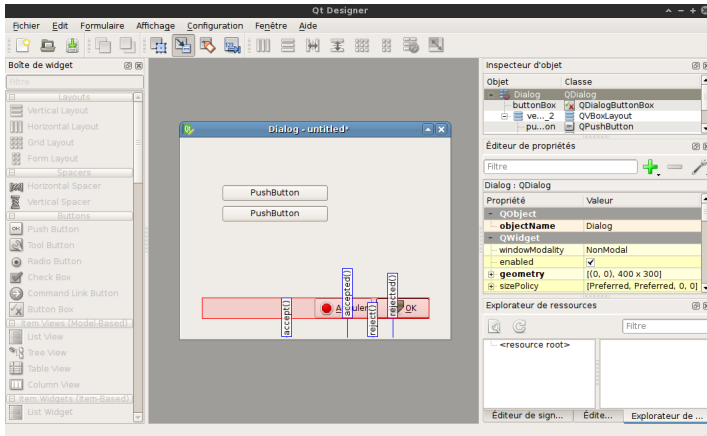 Qt Designer
Fichier Edit Formulaire Affichage Configuration Fenêtre Aide
Boîte de widget
Filtre
Layouts
Vertical Layout
Horizontal Layout
Grid Layout
Form Layout
Spacers
Horizontal Spacer
Vertical Spacer
Buttons
Push Button
Tool Button
Radio Button
Check Box
Command Link Button
Button Box
Item Views (Model-Based)
List View
Tree View
Table View
Column View
Item Widgets (Item-Based)
List Widget
Dialog - untitled*
PushButton
PushButton
accept()
accepted()
reject()
rejected()
OK
Inspecteur d'objet
Objet Classe
Dialog QDialog
buttonBox QDialogButtonBox
ve..._2 QVBoxLayout
pu...on QPushButton
Éditeur de propriétés
Filtre
Dialog : QDialog
Propriété Valeur
QObject
objectName Dialog
QWidget
windowModality NonModal
enabled
geometry [(0, 0), 400 x 300]
sizePolicy [Preferred, Preferred, 0, 0]
Explorateur de ressources
Filtre
<resource root>
Éditeur de sign... Édite... Explorateur de ...